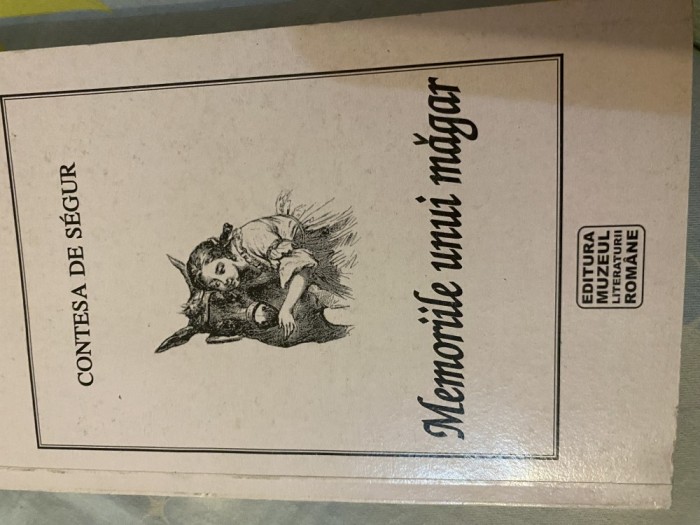 CONTESA DE SÉGUR
Memoriile unui măgar
EDITURA
MUZEUL
LITERATURII
ROMÂNE